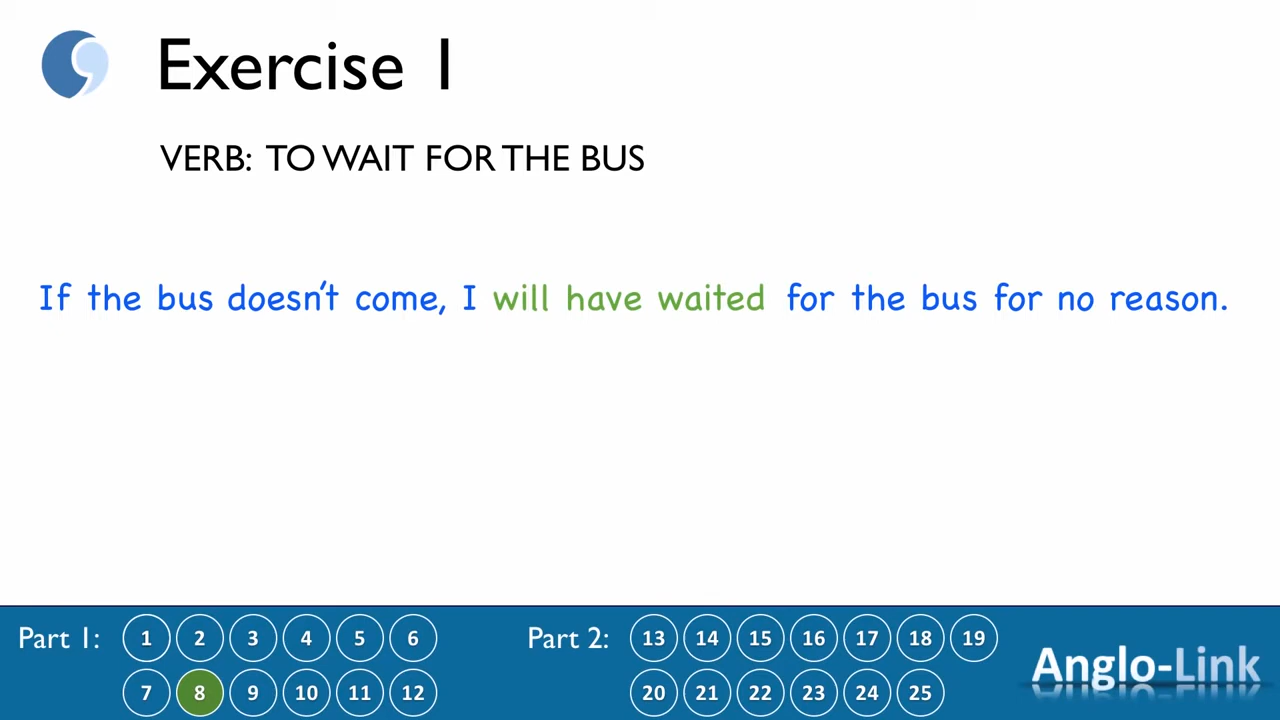 Exercise 1
VERB: TO WAIT FOR THE BUS
If the bus doesn't come, I will have waited for the bus for no reason.
Part 1: 1 2 3 4 5 6
7 8 9 10 11 12
Part 2: 13 14 15 16 17 18 19
20 21 22 23 24 25
Anglo-Link